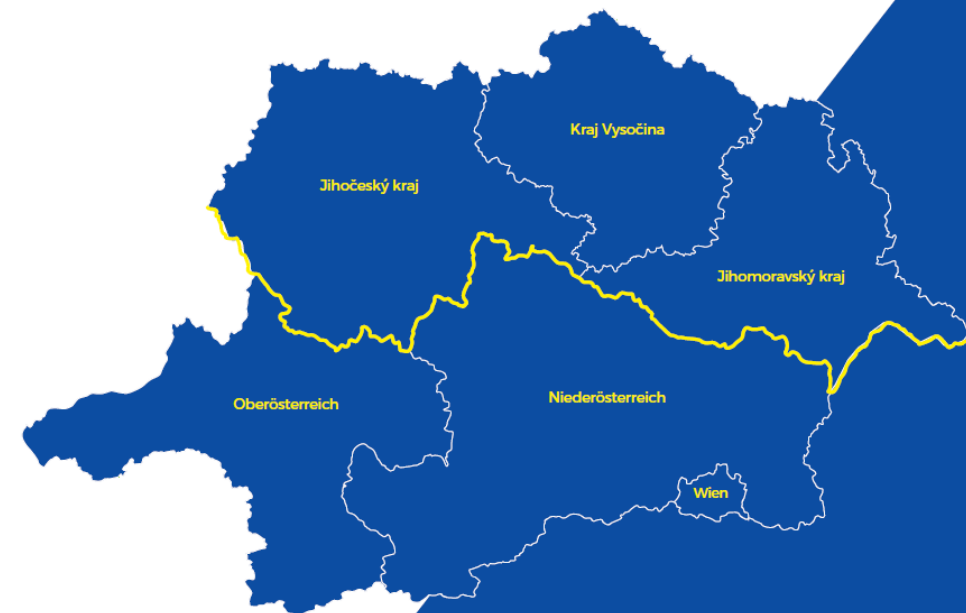 Kraj Vysočina
Jihočeský kraj
Jihomoravský kraj
Niederösterreich
Oberösterreich
Wien